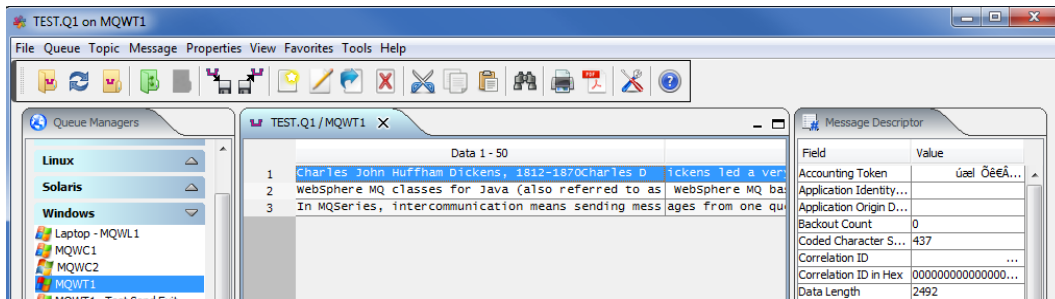 TEST.Q1 on MQWT1
File Queue Topic Message Properties View Favorites Tools Help
Queue Managers
Linux
Solaris
Windows
Laptop - MQWL1
MQWC1
MQWC2
MQWT1
TEST.Q1/MQWT1
Data 1 - 50
1 Charles John Huffham Dickens, 1812-1870Charles D ickens led a very
2 WebSphere MQ classes for Java (also referred to as WebSphere MQ ba
3 In MQSeries, intercommunication means sending mess ages from one qu
Message Descriptor
Field Value
Accounting Token úæl Õê€Â...
Application Identity...
Application Origin D...
Backout Count 0
Coded Character S... 437
Correlation ID ...
Correlation ID in Hex 000000000000000...
Data Length 2492